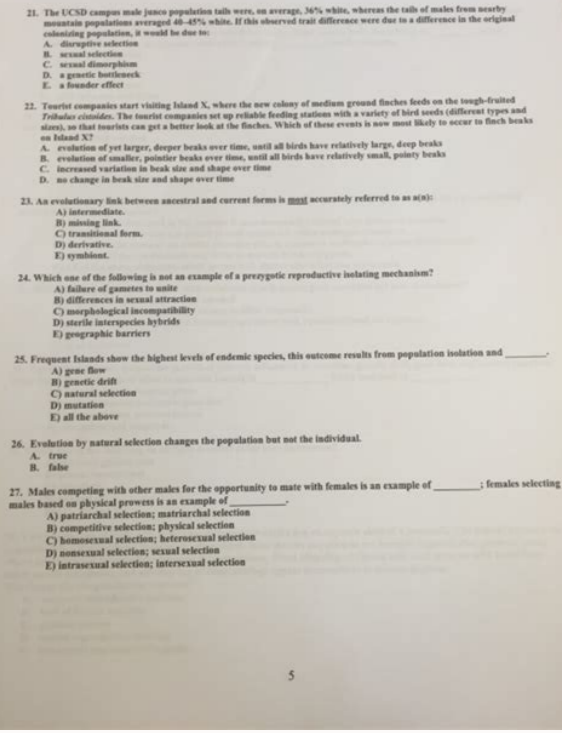 21. The UCSD campus male junco population tails were, on average, 36% white, whereas the tails of males from nearby
mountain populations averaged 40-45% white. If this observed trait difference were due to a difference in the original
colonizing population, it would be due to:
A. disruptive selection
B. sexual selection
C. sexual dimorphism
D. a genetic bottleneck
E. a founder effect
22. Tourist companies start visiting Island X, where the new colony of medium ground finches feeds on the tough-fruited
Tribulus cistoides. The tourist companies set up reliable feeding stations with a variety of bird seeds (different types and
sizes), so that tourists can get a better look at the finches. Which of these events is now most likely to occur to finch beaks
on Island X?
A. evolution of yet larger, deeper beaks over time, until all birds have relatively large, deep beaks
B. evolution of smaller, pointier beaks over time, until all birds have relatively small, pointy beaks
C. increased variation in beak size and shape over time
D. no change in beak size and shape over time
23. An evolutionary link between ancestral and current forms is most accurately referred to as a(n):
A) intermediate.
B) missing link.
C) transitional form.
D) derivative.
E) symbiont.
24. Which one of the following is not an example of a prezygotic reproductive isolating mechanism?
A) failure of gametes to unite
B) differences in sexual attraction
C) morphological incompatibility
D) sterile interspecies hybrids
E) geographic barriers
25. Frequent Islands show the highest levels of endemic species, this outcome results from population isolation and ________.
A) gene flow
B) genetic drift
C) natural selection
D) mutation
E) all the above
26. Evolution by natural selection changes the population but not the individual.
A. true
B. false
27. Males competing with other males for the opportunity to mate with females is an example of ________; females selecting
males based on physical prowess is an example of __________.
A) patriarchal selection; matriarchal selection
B) competitive selection; physical selection
C) homosexual selection; heterosexual selection
D) nonsexual selection; sexual selection
E) intrasexual selection; intersexual selection
5